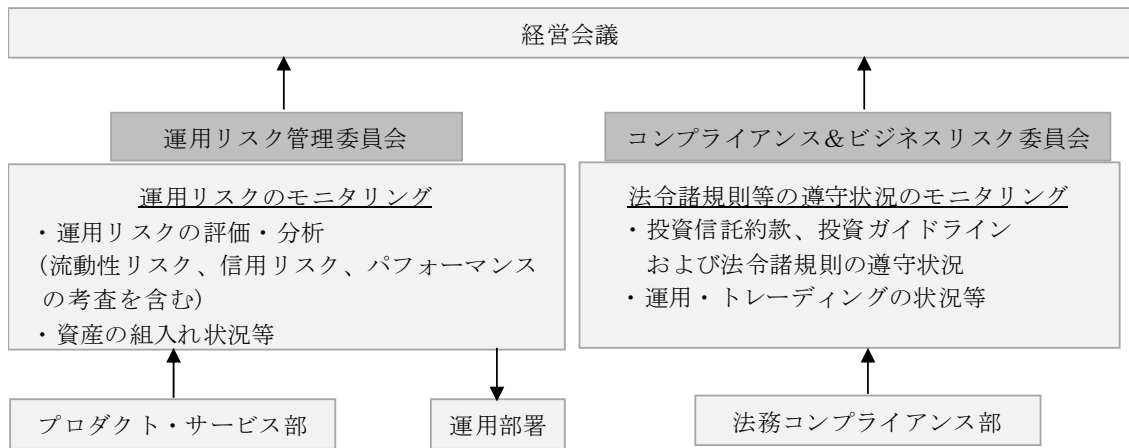 経営会議
運用リスク管理委員会
運用リスクのモニタリング
・運用リスクの評価・分析
(流動性リスク、信用リスク、パフォーマンス
の考査を含む)
・資産の組入れ状況等
プロダクト・サービス部
運用部署
コンプライアンス&ビジネスリスク委員会
法令諸規則等の遵守状況のモニタリング
・投資信託約款、投資ガイドライン
および法令諸規則の遵守状況
・運用・トレーディングの状況等
法務コンプライアンス部